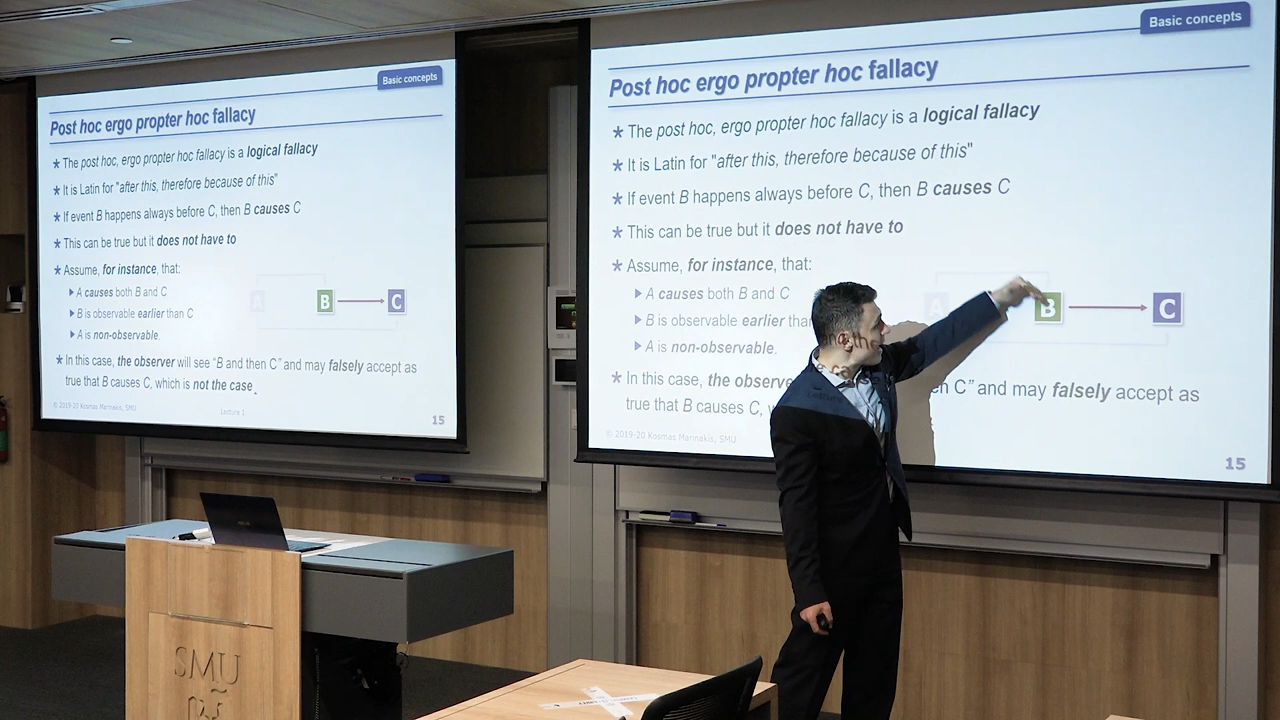 Basic concepts
Post hoc ergo propter hoc fallacy
* The post hoc, ergo propter hoc fallacy is a logical fallacy
* It is Latin for "after this, therefore because of this"
* If event B happens always before C, then B causes C
* This can be true but it does not have to
* Assume, for instance, that:
A causes both B and C
B is observable earlier than C
A is non-observable.
A B C
* In this case, the observer will see "B and then C" and may falsely accept as
true that B causes C, which is not the case.
© 2019-20 Kosmas Marinakis, SMU
Lecture 1
15
Basic concepts
Post hoc ergo propter hoc fallacy
* The post hoc, ergo propter hoc fallacy is a logical fallacy
* It is Latin for "after this, therefore because of this"
* If event B happens always before C, then B causes C
* This can be true but it does not have to
* Assume, for instance, that:
A causes both B and C
B is observable earlier than
A is non-observable.
A B C
* In this case, the observe C" and may falsely accept as
true that B causes C,
© 2019-20 Kosmas Marinakis, SMU
15
SMU